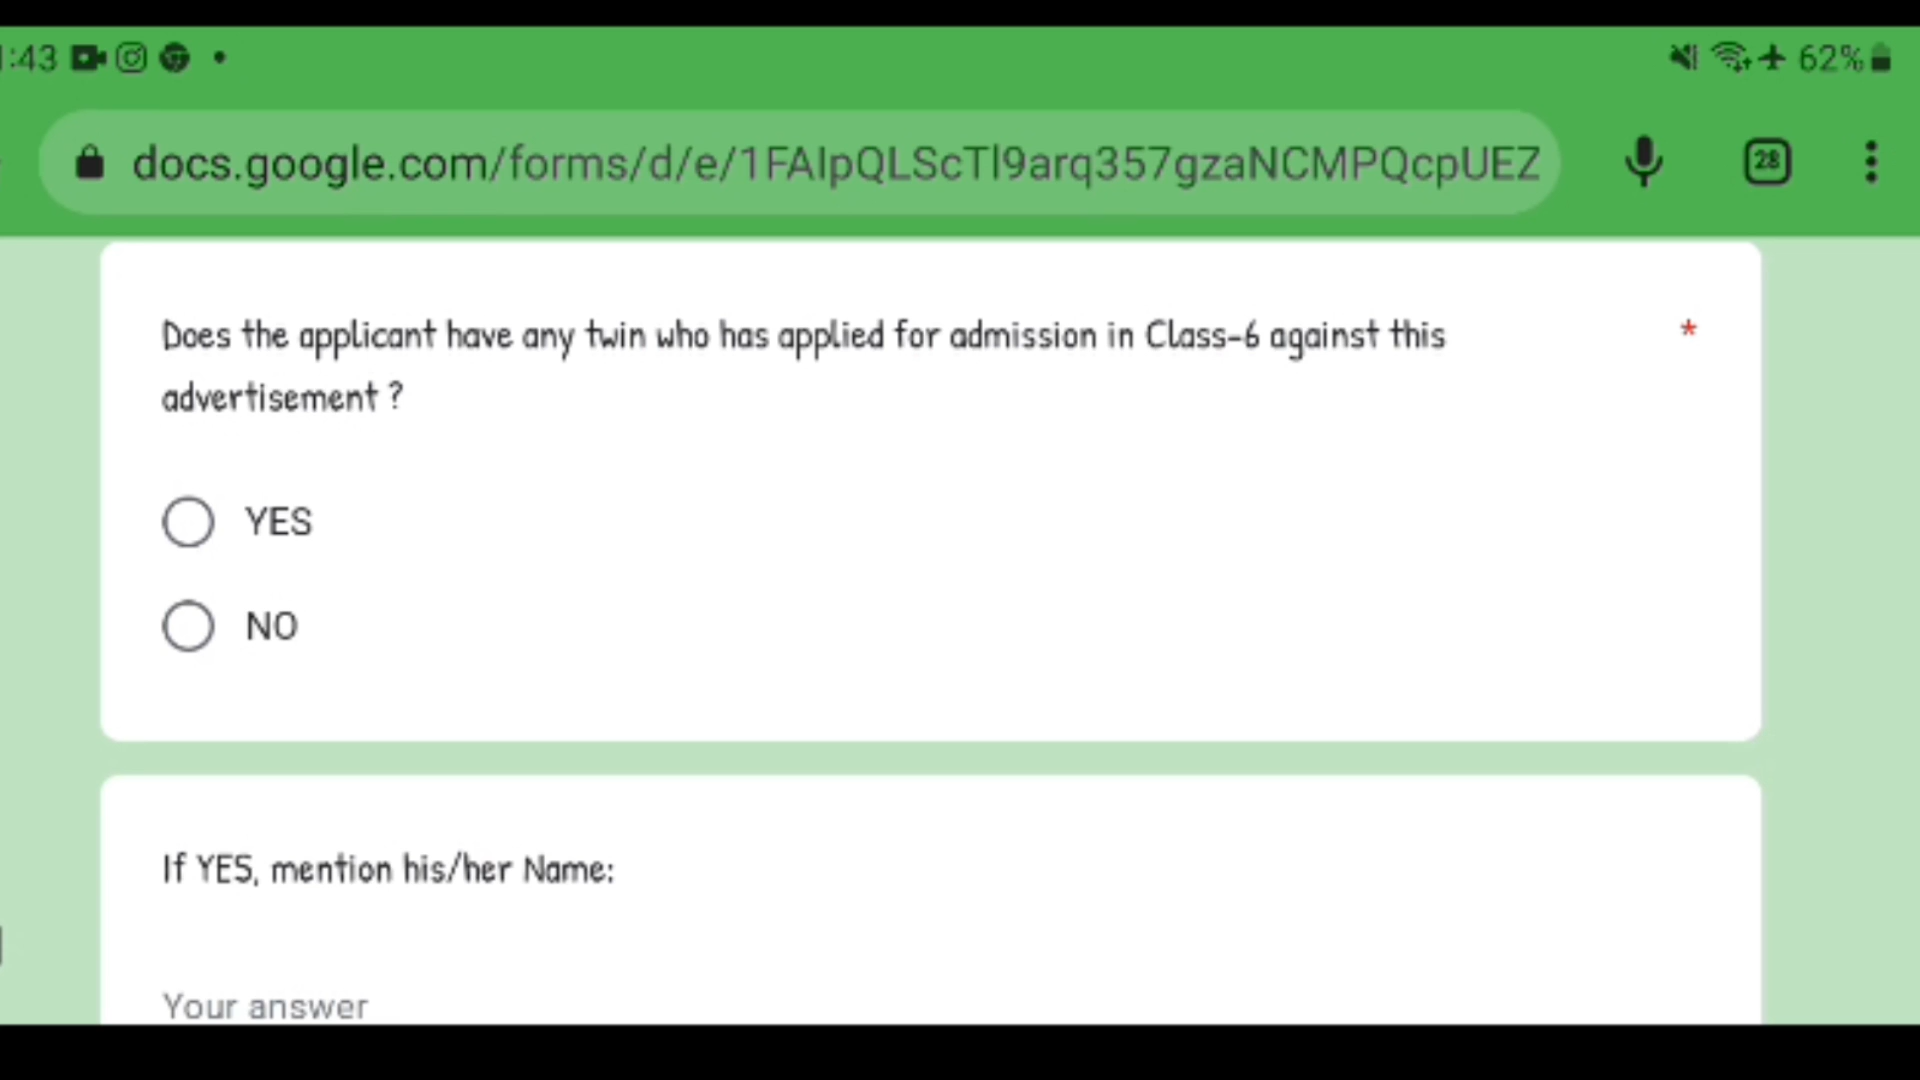 :43
62%
docs.google.com/forms/d/e/1FAIpQLScTl9arq357gzaNCMPQcpUEZ
28
Does the applicant have any twin who has applied for admission in Class-6 against this *
advertisement ?
YES
NO
If YES, mention his/her Name:
Your answer